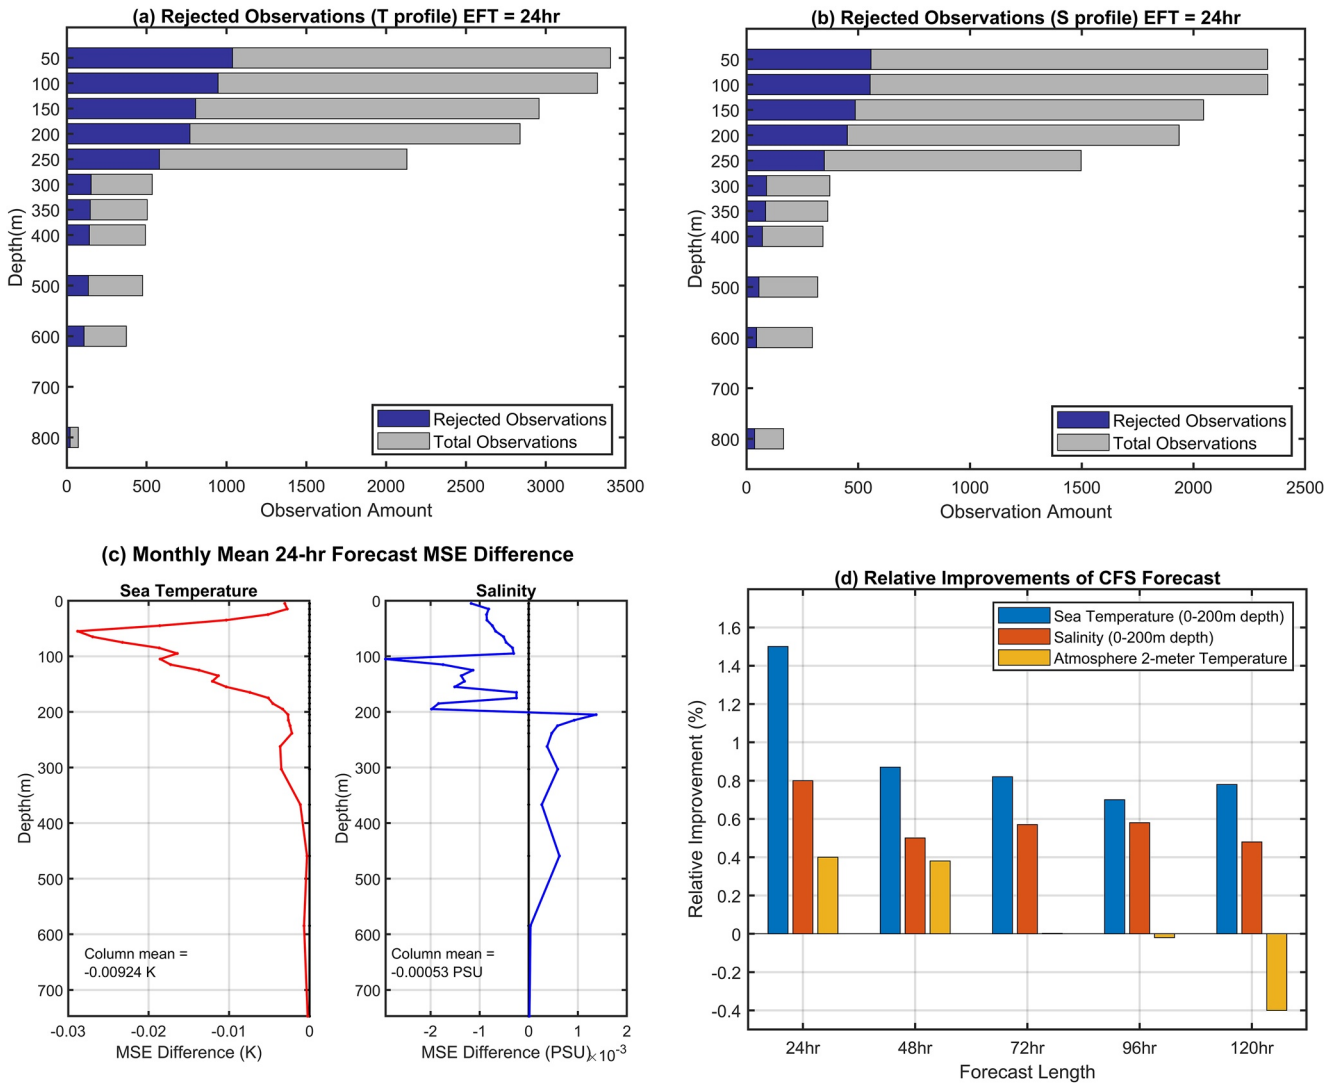 (a) Rejected Observations (T profile) EFT = 24hr
50
100
150
200
250
300
350
400
500
600
700
800
Depth(m)
Rejected Observations
Total Observations
0 500 1000 1500 2000 2500 3000 3500
Observation Amount
(b) Rejected Observations (S profile) EFT = 24hr
50
100
150
200
250
300
350
400
500
600
700
800
Depth(m)
Rejected Observations
Total Observations
0 500 1000 1500 2000 2500
Observation Amount
(c) Monthly Mean 24-hr Forecast MSE Difference
Sea Temperature
0
100
200
300
400
500
600
700
Depth(m)
Column mean =
-0.00924 K
-0.03 -0.02 -0.01 0
MSE Difference (K)
Salinity
0
100
200
300
400
500
600
700
Depth(m)
Column mean =
-0.00053 PSU
-2 -1 0 1 2
MSE Difference (PSU)×10-3
(d) Relative Improvements of CFS Forecast
Sea Temperature (0-200m depth)
Salinity (0-200m depth)
Atmosphere 2-meter Temperature
1.6
1.4
1.2
1
0.8
0.6
0.4
0.2
0
-0.2
-0.4
Relative Improvement (%)
24hr 48hr 72hr 96hr 120hr
Forecast Length